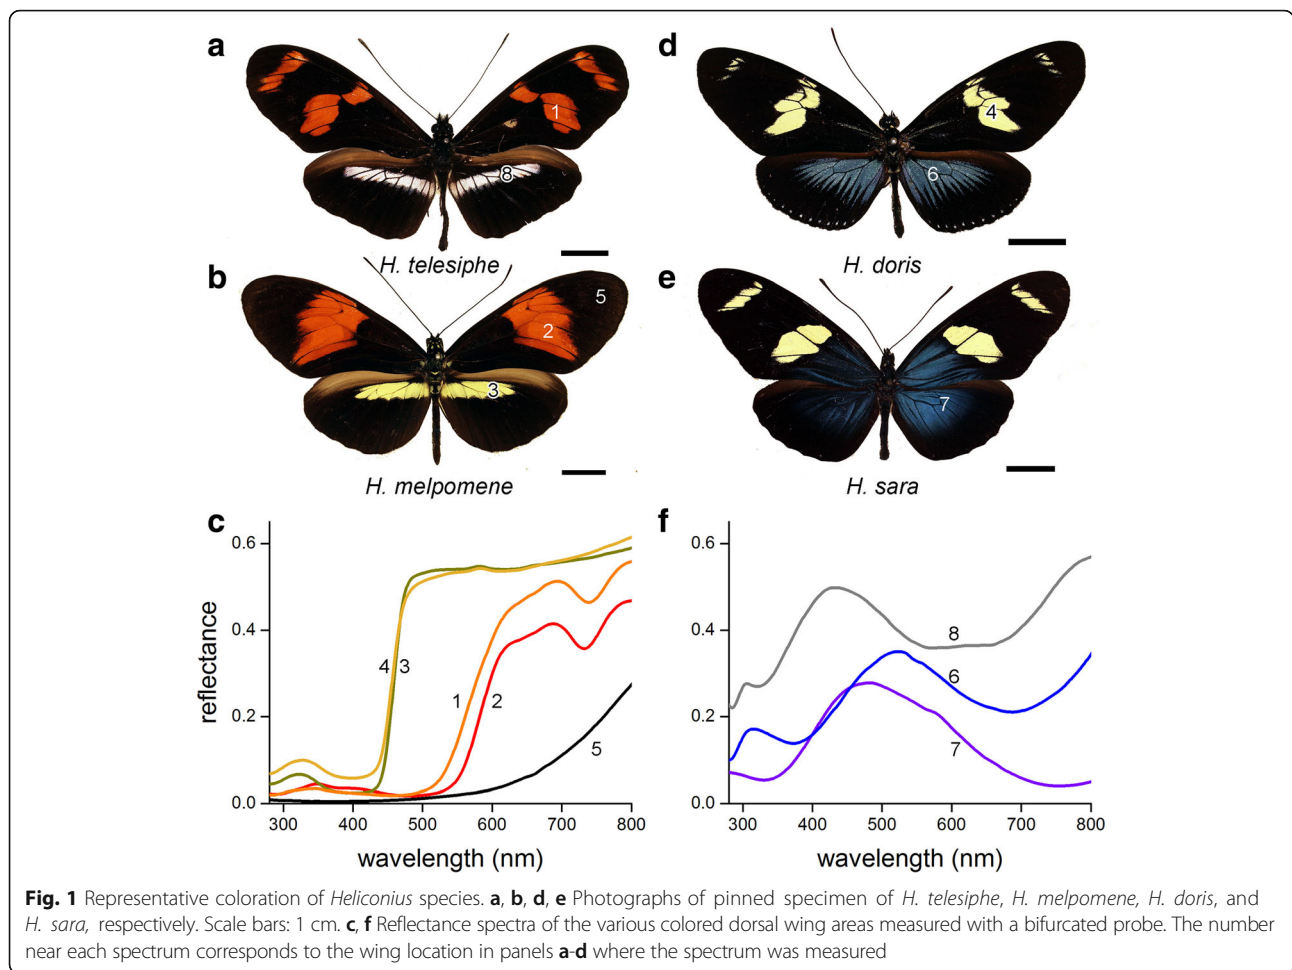 a
1
8
H. telesiphe
d
4
6
H. doris
b
5
2
3
H. melpomene
e
7
H. sara
c
0.6
0.4
0.2
0.0
reflectance
4
3
1
2
5
300
400
500
600
700
800
wavelength (nm)
f
0.6
0.4
0.2
0.0
8
6
7
300
400
500
600
700
800
wavelength (nm)
Fig. 1 Representative coloration of Heliconius species. a, b, d, e Photographs of pinned specimen of H. telesiphe, H. melpomene, H. doris, and
H. sara, respectively. Scale bars: 1 cm. c, f Reflectance spectra of the various colored dorsal wing areas measured with a bifurcated probe. The number
near each spectrum corresponds to the wing location in panels a-d where the spectrum was measured